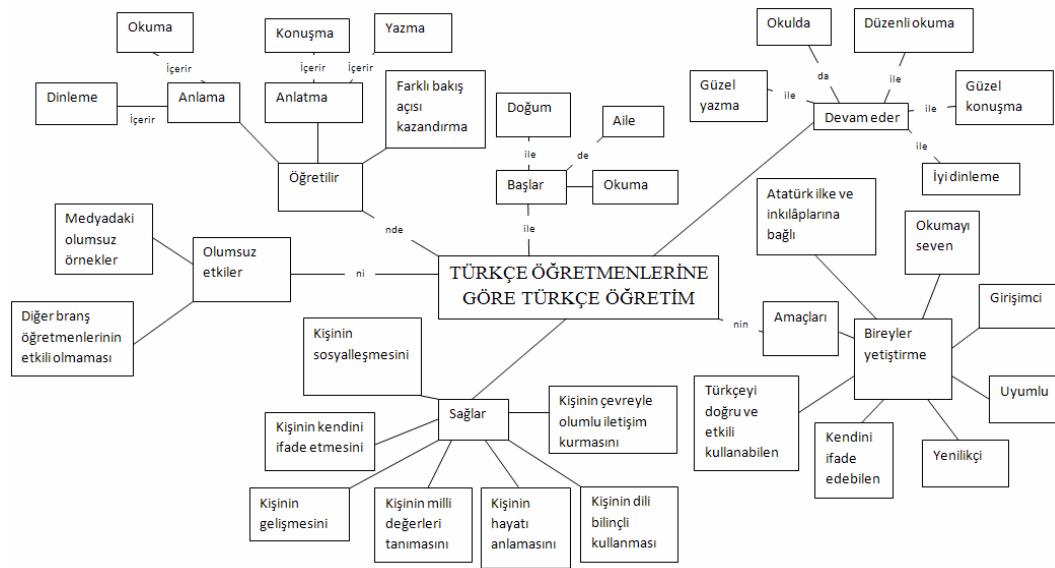 Okuma
Konuşma
Yazma
Okulda
Düzenli okuma
İçerir
İçerir
İçerir
da
ile
Dinleme
İçerir
Anlama
Anlatma
Farklı bakış
açısı
kazandırma
Doğum
Aile
Güzel
yazma
ile
ile
Güzel
konuşma
Devam eder
ile
de
ile
Öğretilir
Başlar
Okuma
İyi dinleme
Atatürk ilke ve
inkılâplarına
bağlı
Medyadaki
olumsuz
örnekler
nde
ile
Okumayı
seven
Olumsuz
etkiler
ni
TÜRKÇE ÖĞRETMENLERİNE
GÖRE TÜRKÇE ÖĞRETİM
Girişimci
Diğer branş
öğretmenlerinin
etkili olmaması
Kişinin
sosyalleşmesini
nin
Amaçları
Bireyler
yetiştirme
Uyumlu
Türkçeyi
doğru ve
etkili
kullanabilen
Sağlar
Kişinin çevreyle
olumlu iletişim
kurmasını
Kişinin kendini
ifade etmesini
Kendini
ifade
edebilen
Yenilikçi
Kişinin
gelişmesini
Kişinin milli
değerleri
tanımasını
Kişinin
hayatı
anlamasını
Kişinin dili
bilinçli
kullanması